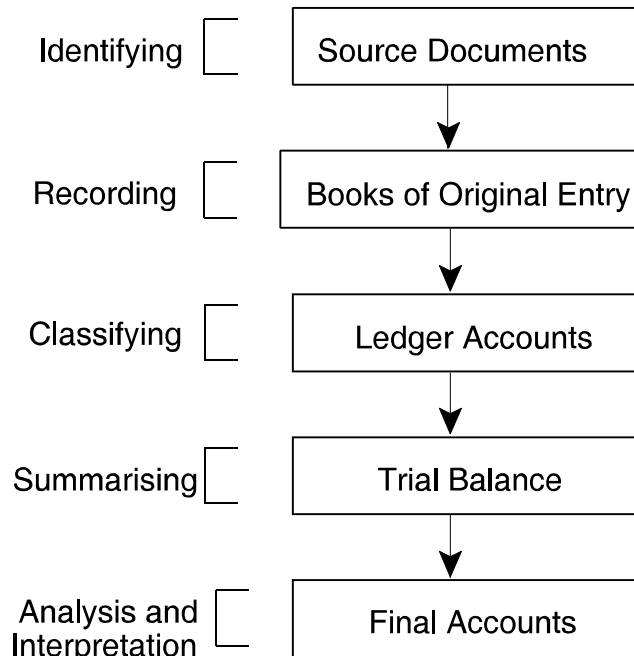 Identifying
Source Documents
Recording
Books of Original Entry
Classifying
Ledger Accounts
Summarising
Trial Balance
Analysis and
Interpretation
Final Accounts